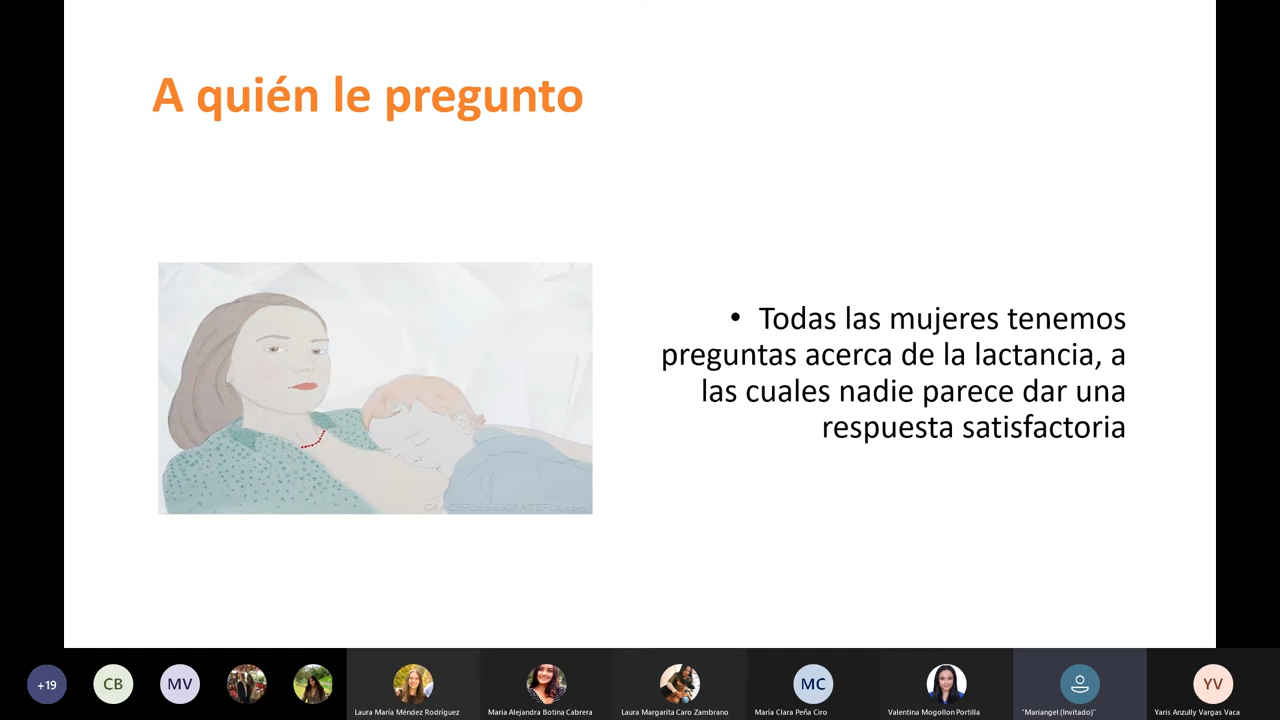 A quién le pregunto
• Todas las mujeres tenemos
preguntas acerca de la lactancia, a
las cuales nadie parece dar una
respuesta satisfactoria
+19
CB
MV
Laura María Méndez Rodríguez
Maria Alejandra Botina Cabrera
Laura Margarita Caro Zambrano
MC
María Clara Peña Ciro
Valentina Mogollon Portilla
"Mariangel (Invitado)"
YV
Yaris Anzully Vargas Vaca